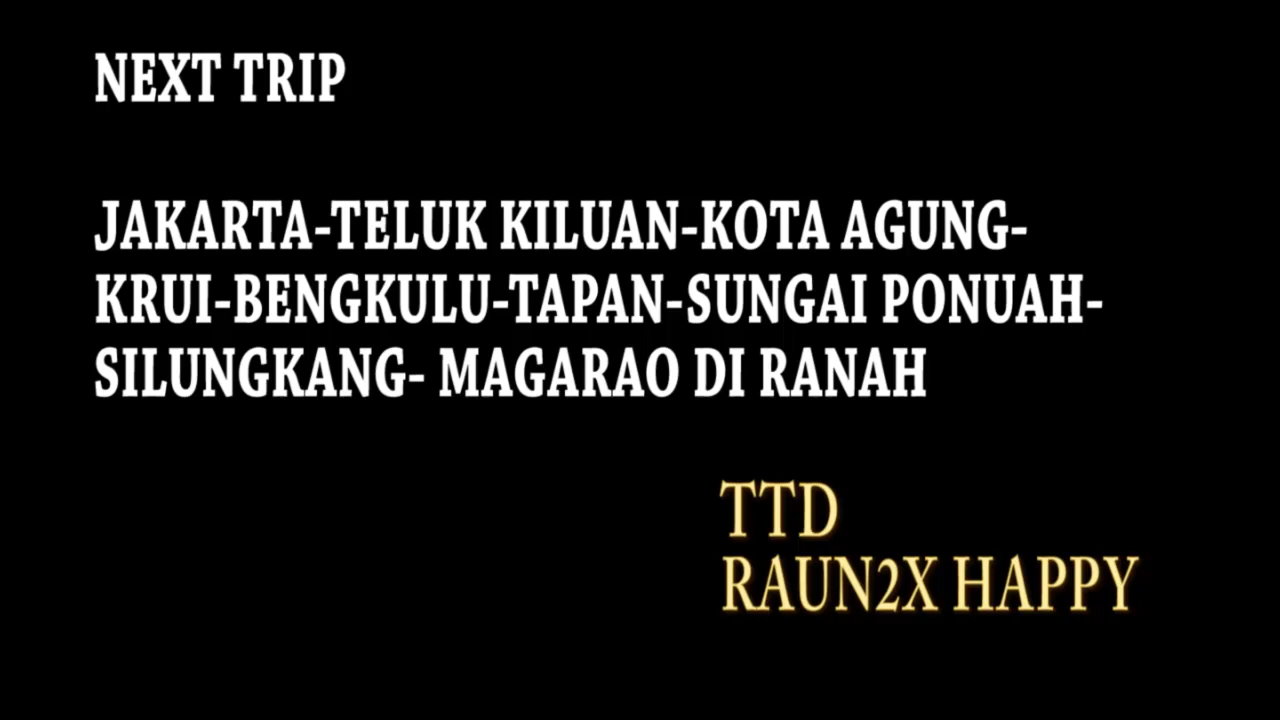 NEXT TRIP
JAKARTA-TELUK KILUAN-KOTA AGUNG-
KRUI-BENGKULU-TAPAN-SUNGAI PONUAH-
SILUNGKANG- MAGARAO DI RANAH
TTD
RAUN2X HAPPY